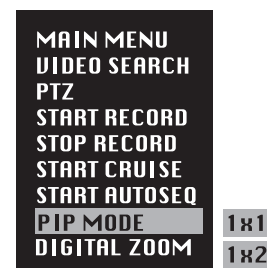 MAIN MENU
VIDEO SEARCH
PTZ
START RECORD
STOP RECORD
START CRUISE
START AUTOSEQ
PIP MODE
1x1
DIGITAL ZOOM
1x2